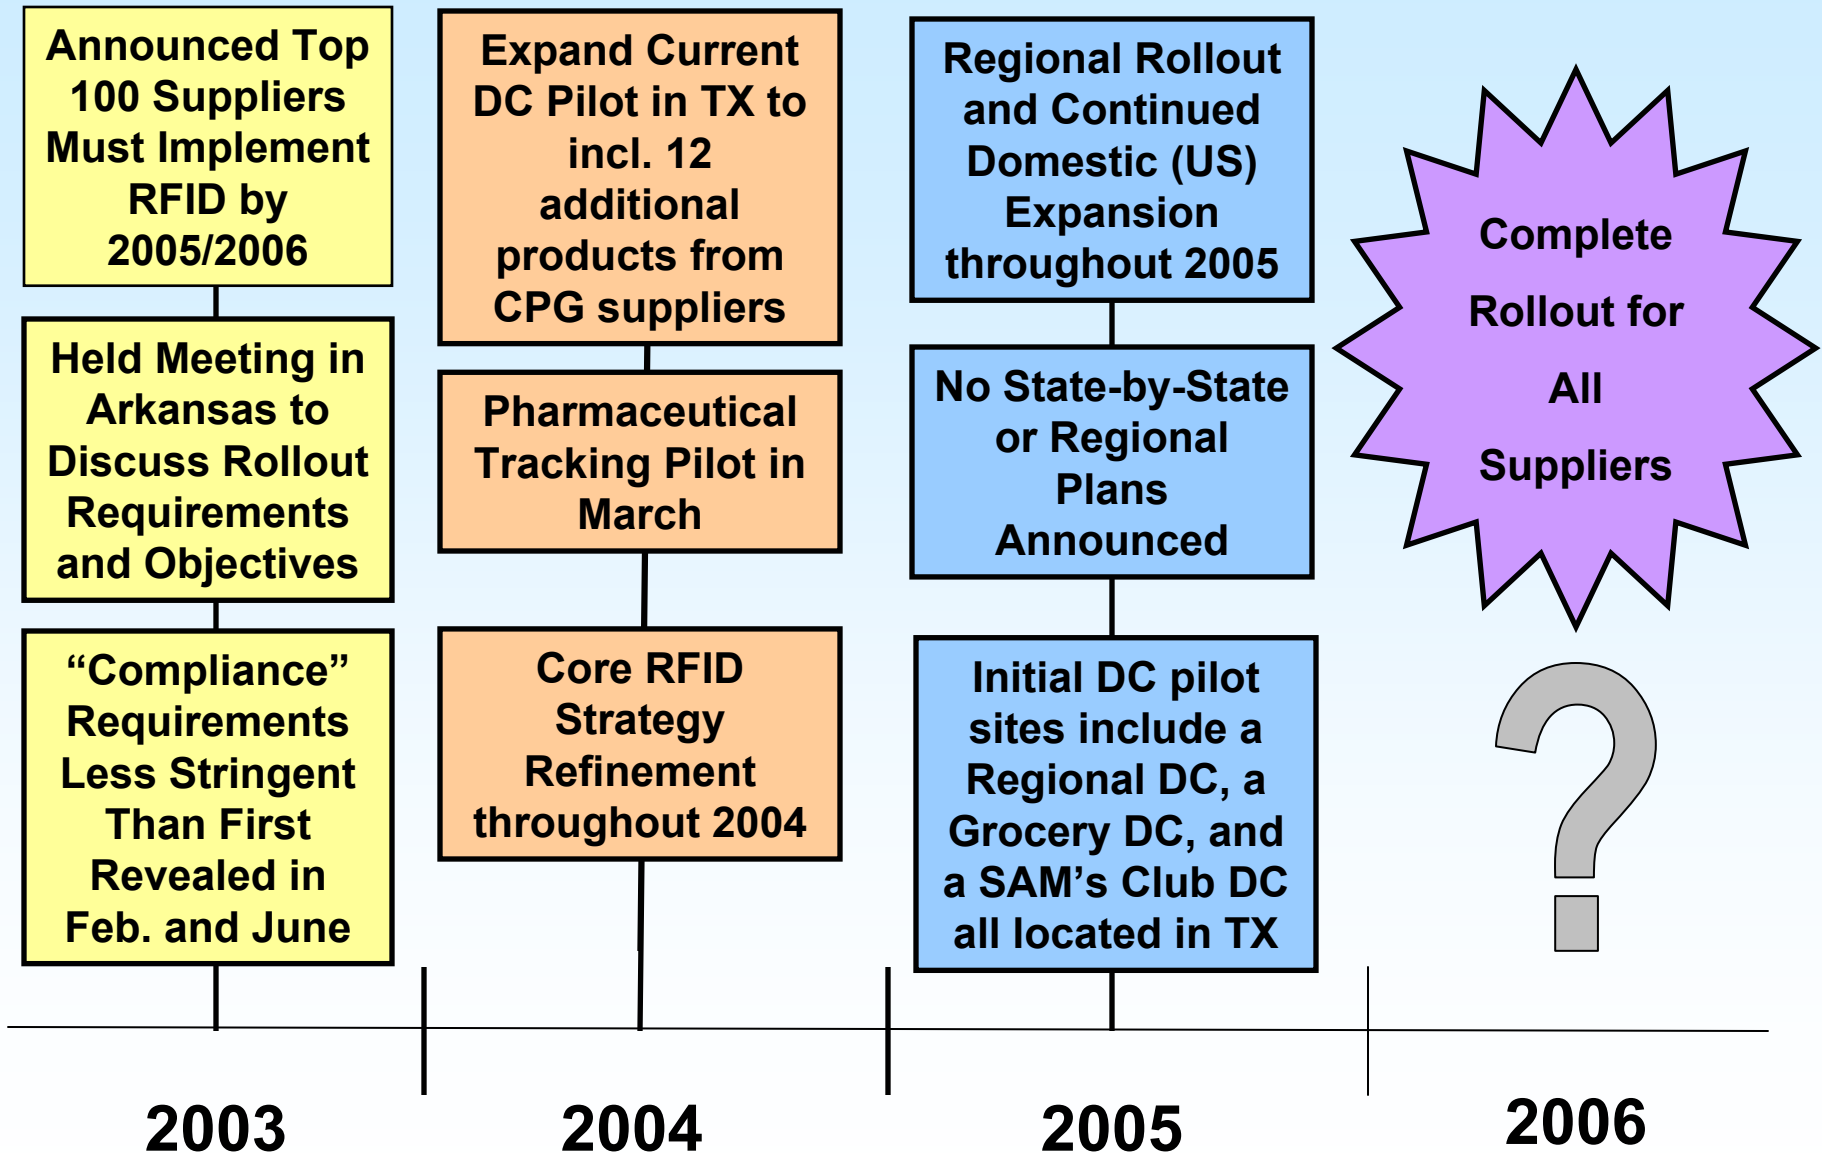 Announced Top
100 Suppliers
Must Implement
RFID by
2005/2006
Held Meeting in
Arkansas to
Discuss Rollout
Requirements
and Objectives
“Compliance”
Requirements
Less Stringent
Than First
Revealed in
Feb. and June
Expand Current
DC Pilot in TX to
incl. 12
additional
products from
CPG suppliers
Pharmaceutical
Tracking Pilot in
March
Core RFID
Strategy
Refinement
throughout 2004
Regional Rollout
and Continued
Domestic (US)
Expansion
throughout 2005
No State-by-State
or Regional
Plans
Announced
Initial DC pilot
sites include a
Regional DC, a
Grocery DC, and
a SAM’s Club DC
all located in TX
Complete
Rollout for
All
Suppliers
?
2003
2004
2005
2006